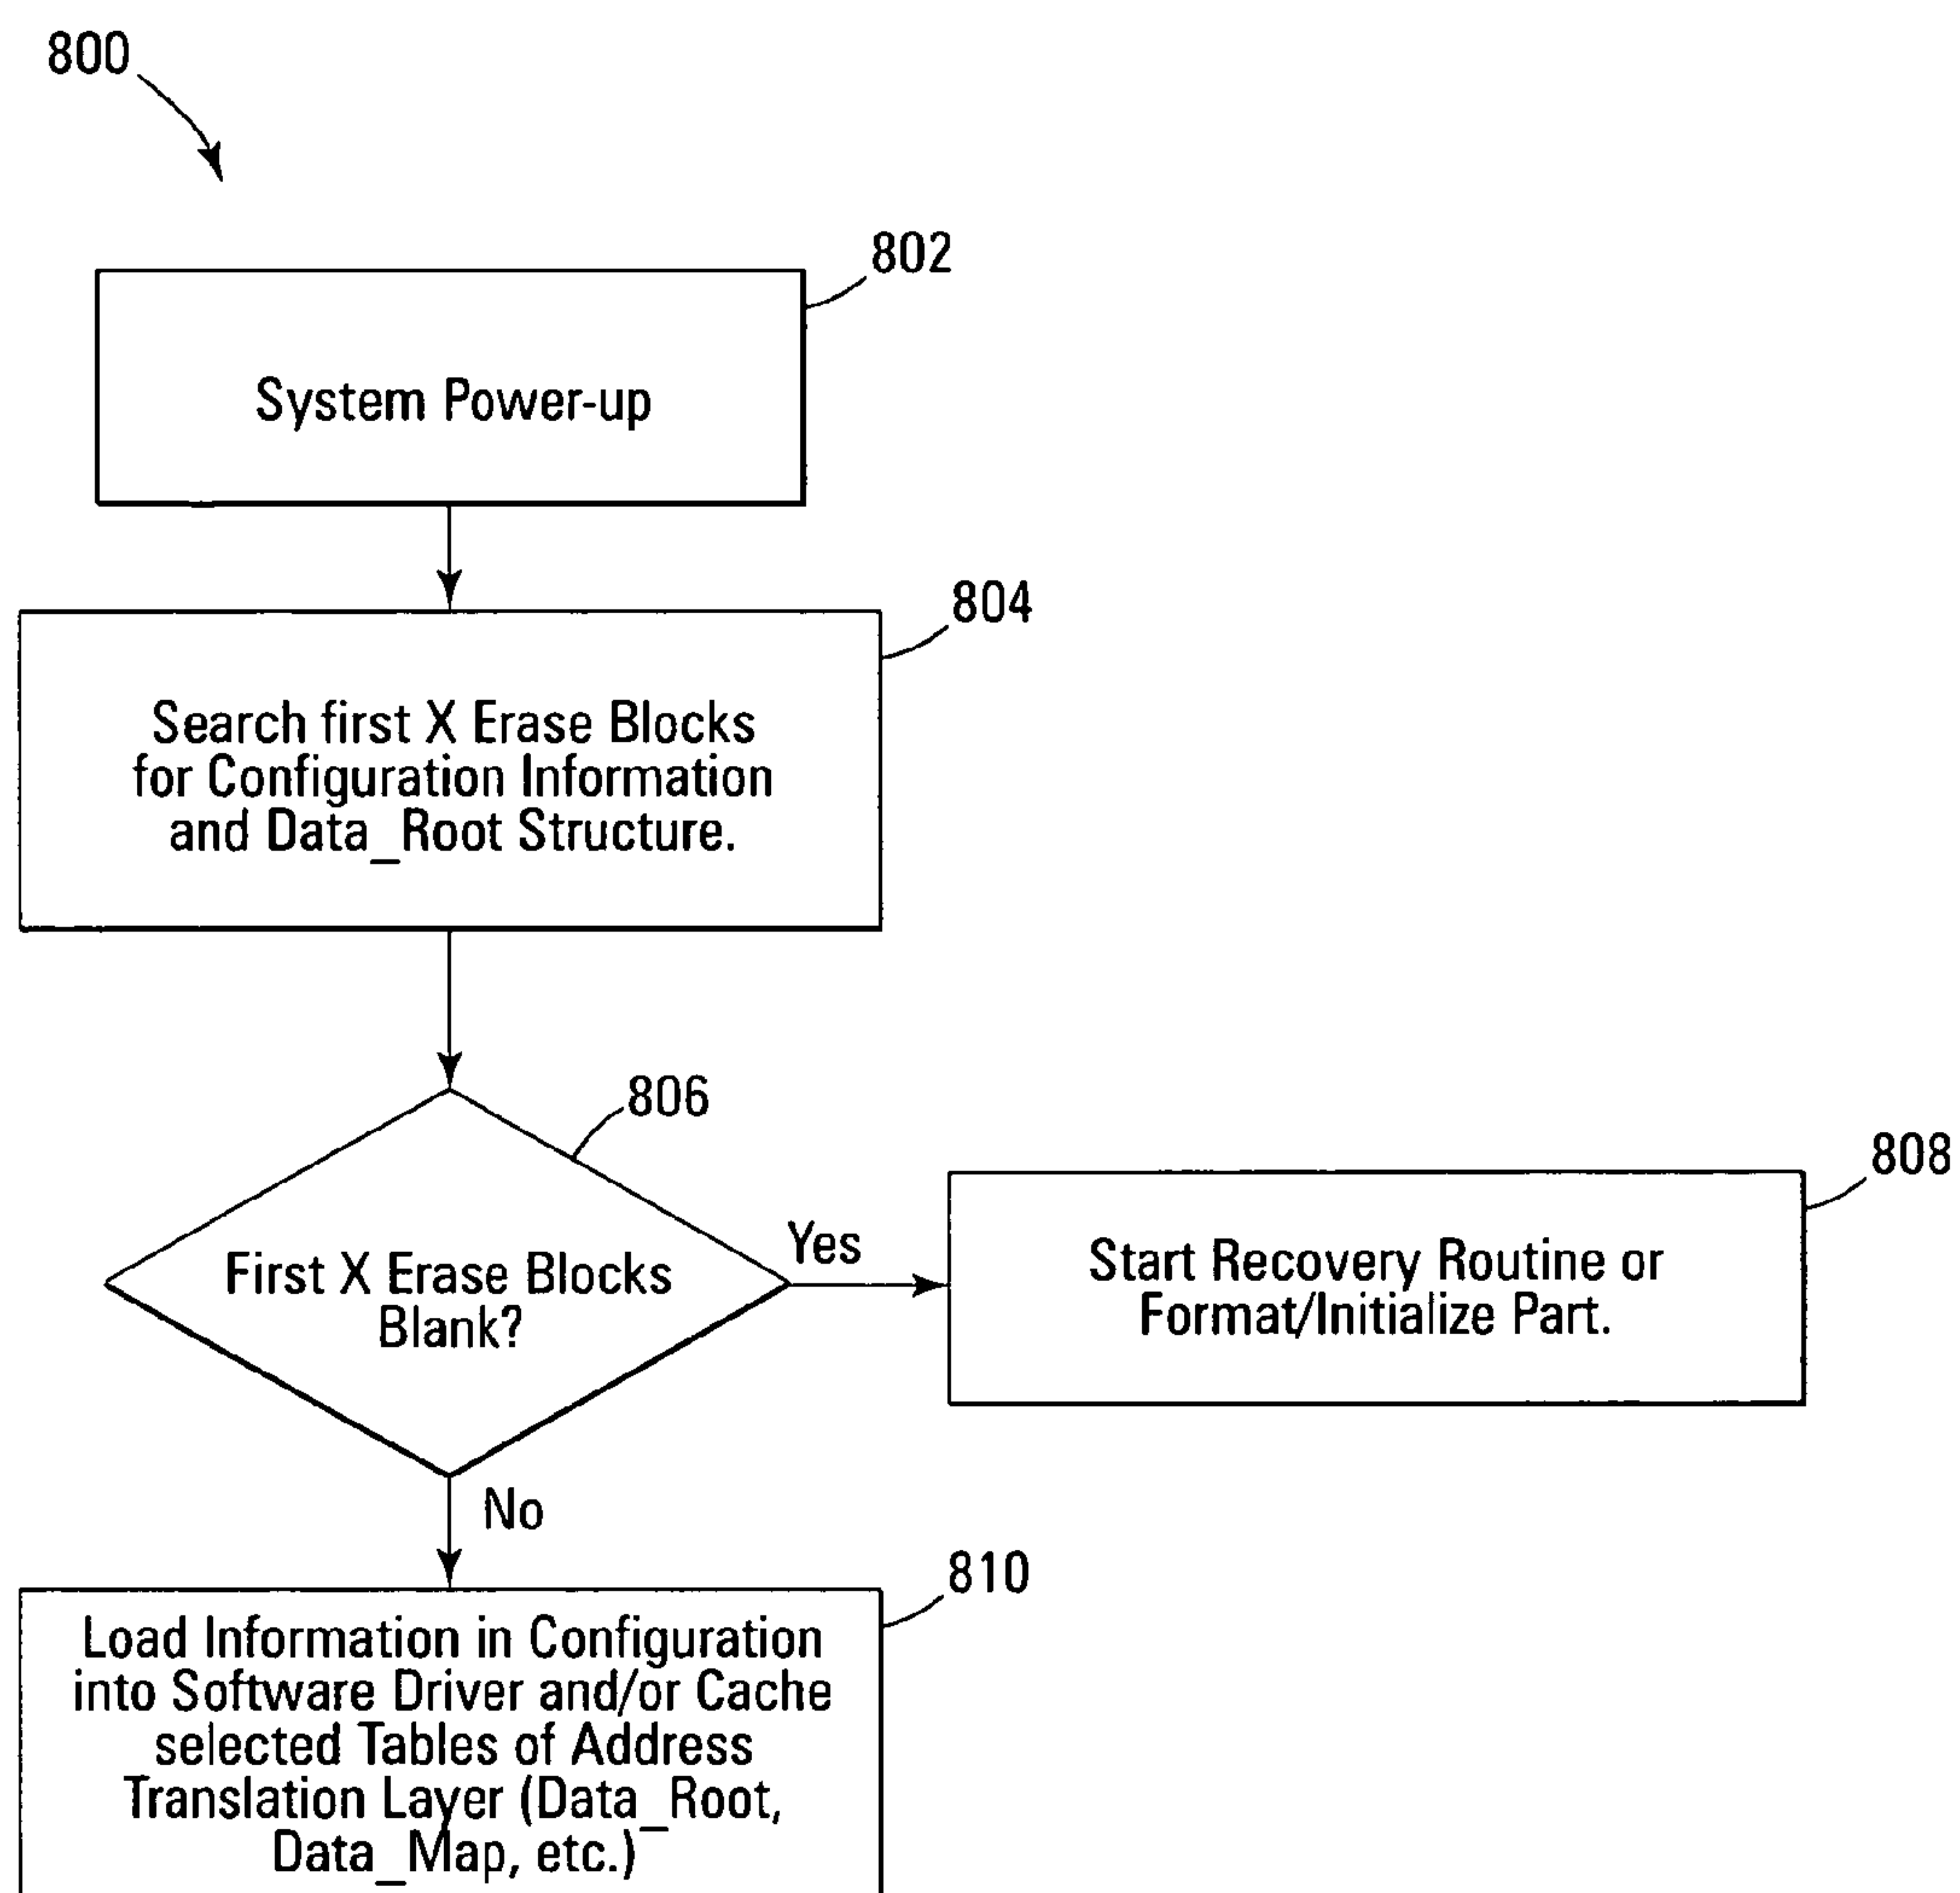 800
802
System Power-up
804
Search first X Erase Blocks
for Configuration Information
and Data_Root Structure.
806
First X Erase Blocks
Blank?
Yes
808
Start Recovery Routine or
Format/Initialize Part.
No
810
Load Information in Configuration
into Software Driver and/or Cache
selected Tables of Address
Translation Layer (Data_Root,
Data_Map, etc.)